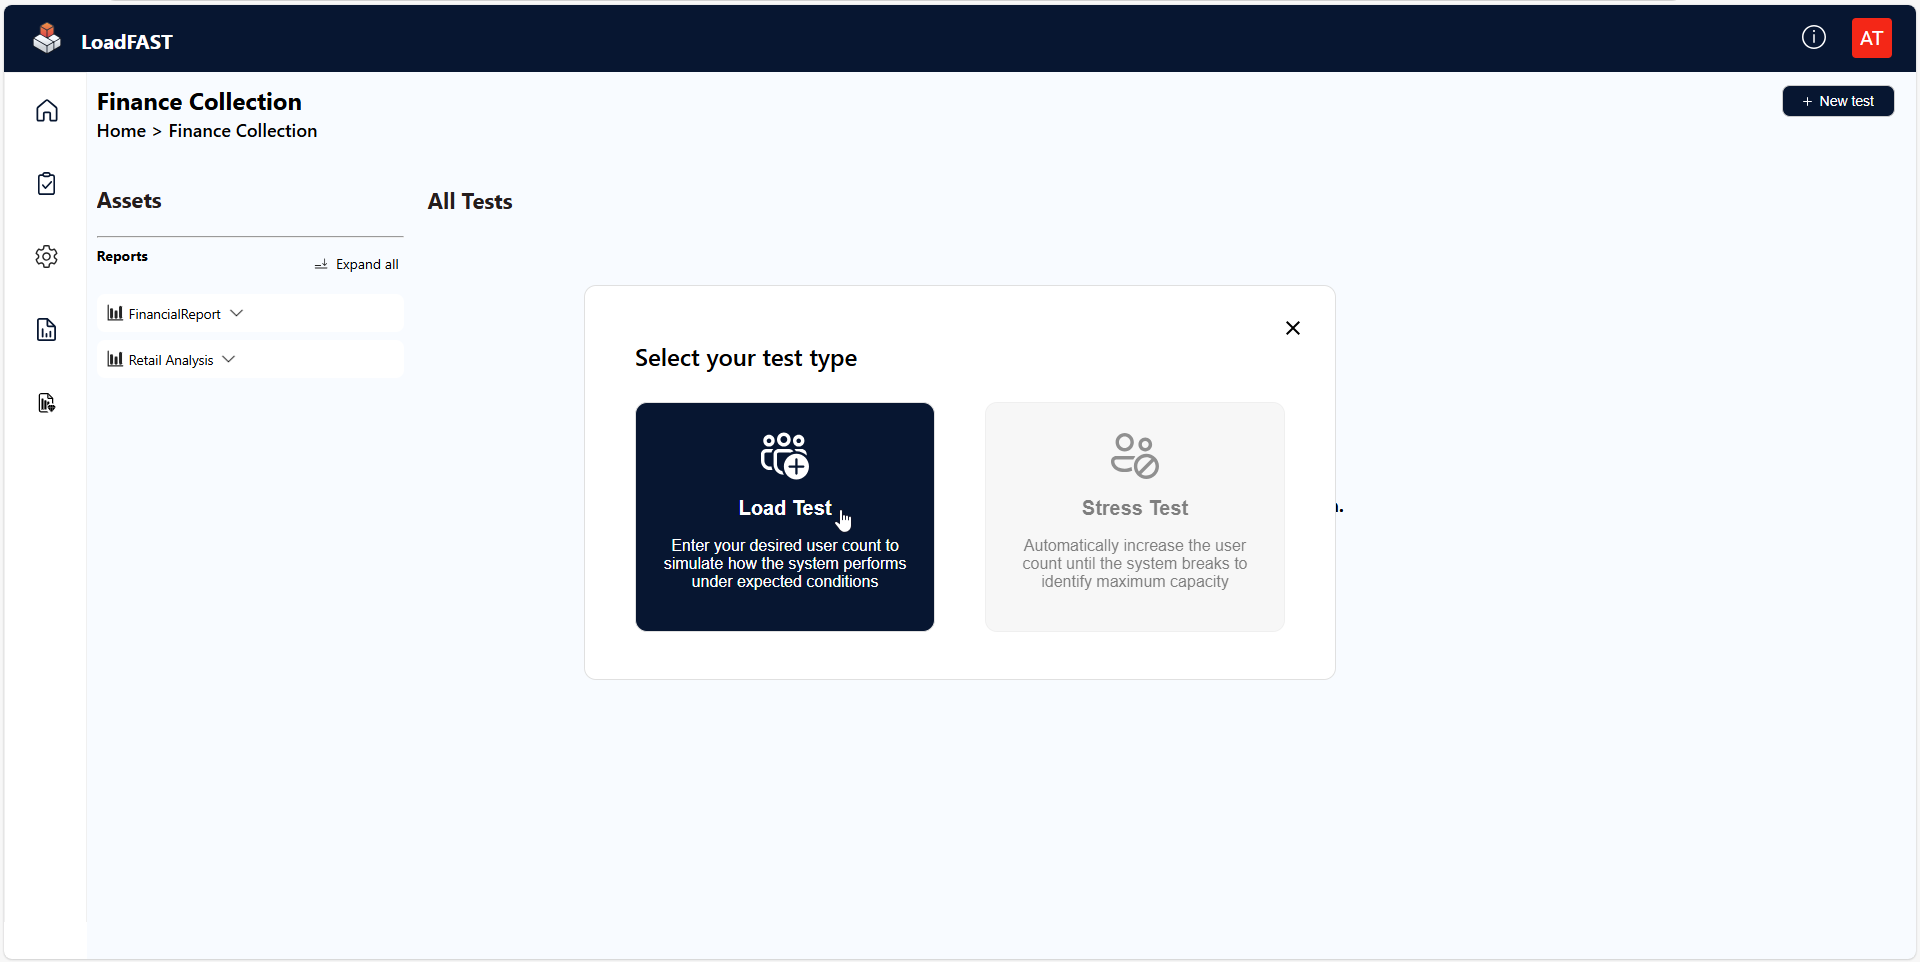 LoadFAST
AT
Finance Collection
Home > Finance Collection
+ New test
Assets
All Tests
Reports
Expand all
FinancialReport
Retail Analysis
Select your test type
Load Test
Enter your desired user count to
simulate how the system performs
under expected conditions
Stress Test
Automatically increase the user
count until the system breaks to
identify maximum capacity